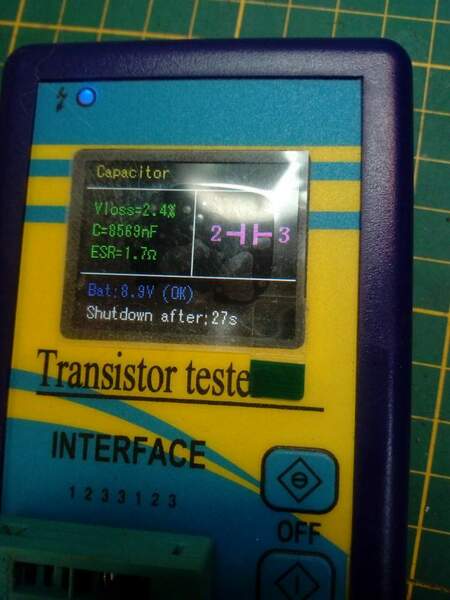 Capacitor
Vloss=2.4%
C=8569nF
ESR=1.7Ω
2 3
Bat:8.9V (OK)
Shutdown after:27s
Transistor teste
INTERFACE
1 2 3 3 1 2 3
OFF